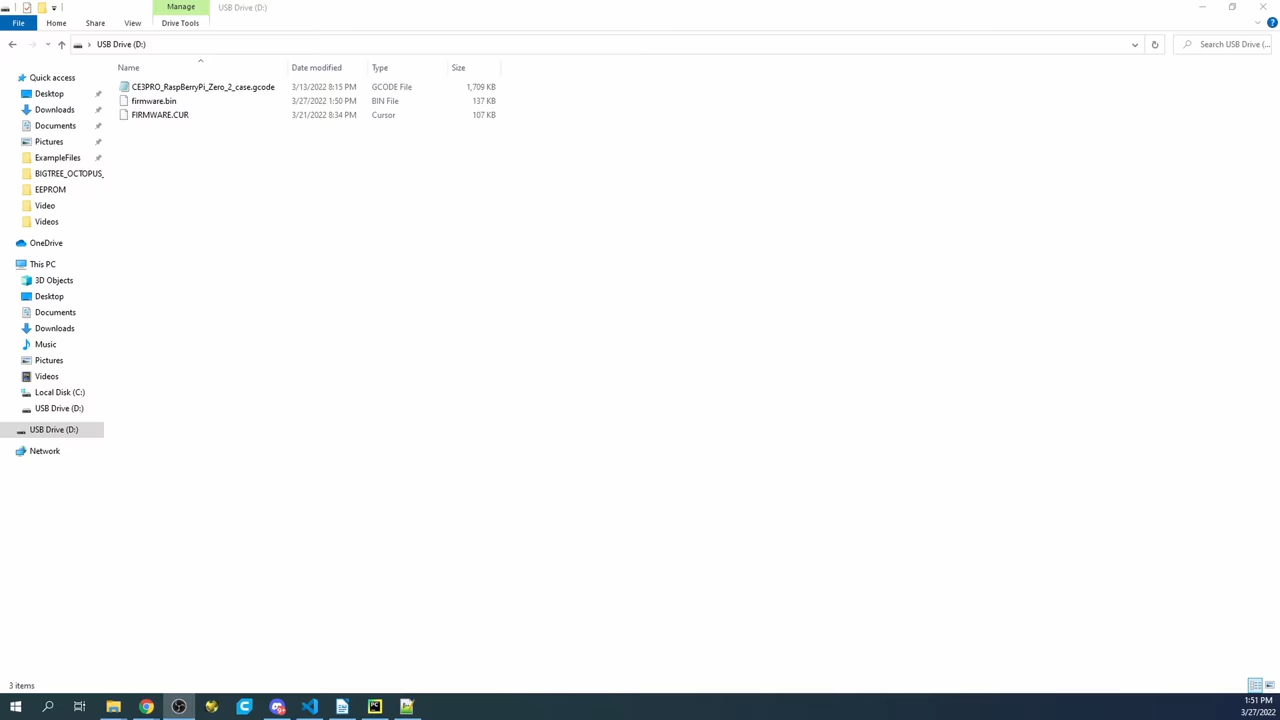 Manage
USB Drive (D:)
File
Home
Share
View
Drive Tools
USB Drive (D:)
Search USB Drive (...
Name
Date modified
Type
Size
Quick access
Desktop
Downloads
Documents
Pictures
ExampleFiles
BIGTREE_OCTOPUS_
EEPROM
Video
Videos
OneDrive
This PC
3D Objects
Desktop
Documents
Downloads
Music
Pictures
Videos
Local Disk (C:)
USB Drive (D:)
USB Drive (D:)
Network
CE3PRO_RaspBerryPi_Zero_2_case.gcode 3/13/2022 8:15 PM GCODE File 1,709 KB
firmware.bin 3/27/2022 1:50 PM BIN File 137 KB
FIRMWARE.CUR 3/21/2022 8:34 PM Cursor 107 KB
3 items
1:51 PM
3/27/2022